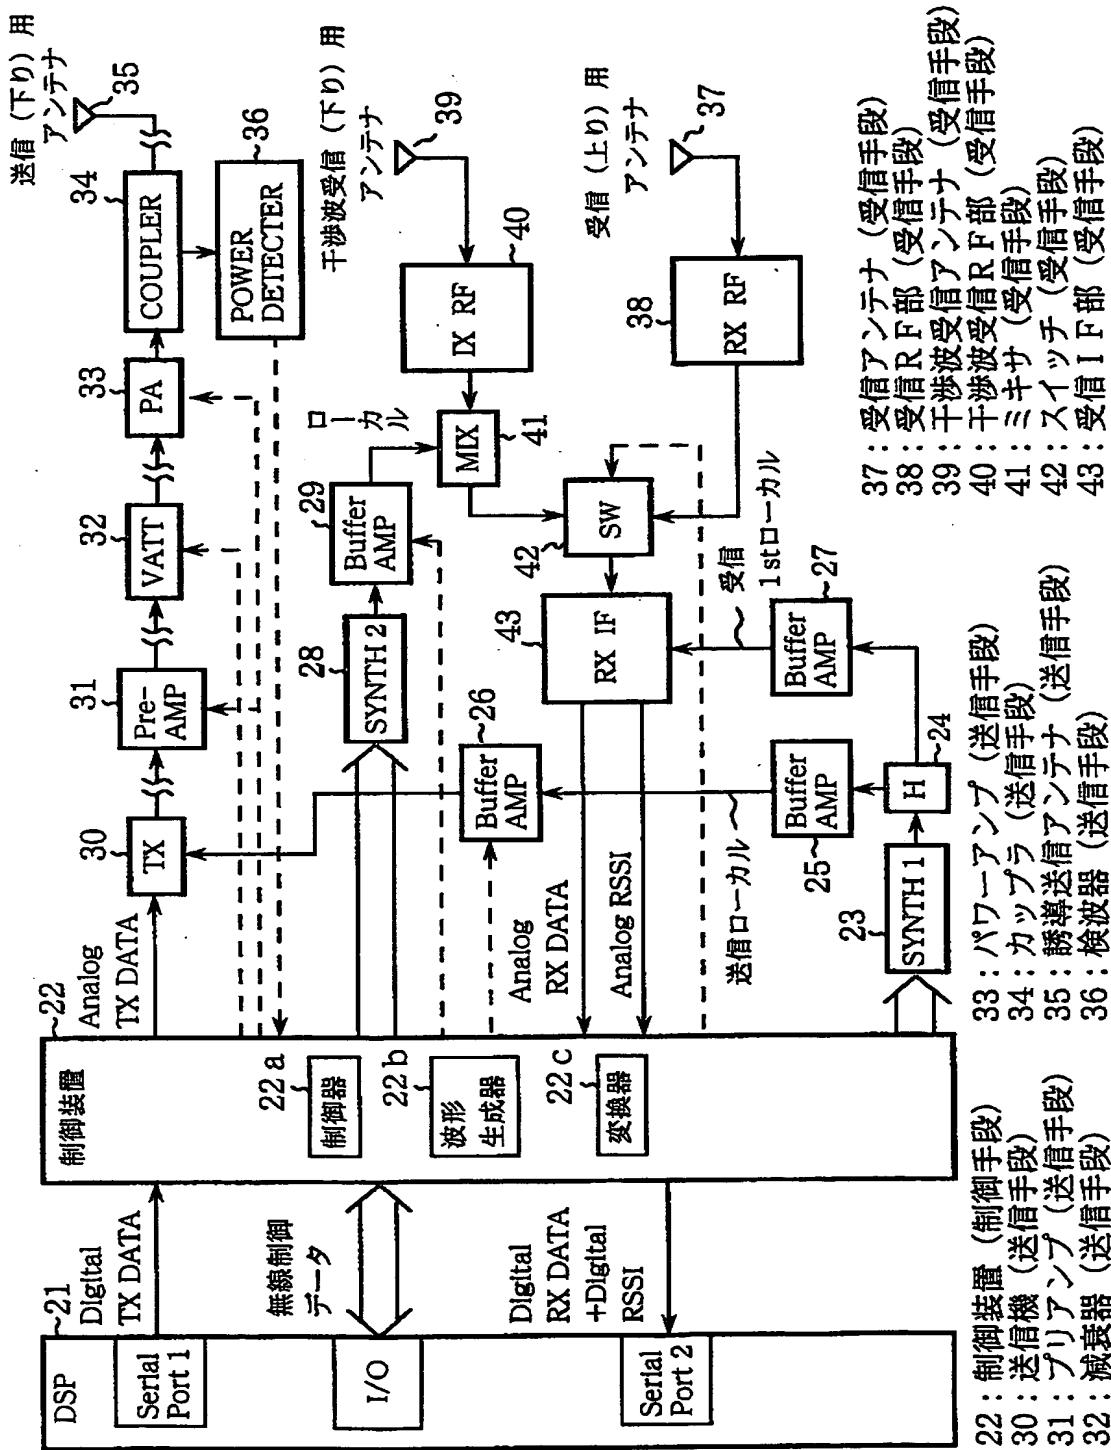 21
DSP
Serial
Port 1
I/O
Serial
Port 2
Digital
TX DATA
無線制御
データ
Digital
RX DATA
+Digital
RSSI
22
制御装置
22a
制御器
22b
波形
生成器
22c
変換器
Analog
TX DATA
30
TX
31
Pre-
AMP
32
VATT
33
PA
34
COUPLER
送信（下り）用
アンテナ
35
36
POWER
DETECTER
28
SYNTH 2
29
Buffer
AMP
ローカル
干渉波受信（下り）用
アンテナ
39
IX RF
40
MIX
41
26
Buffer
AMP
Analog
RX DATA
Analog RSSI
43
RX IF
SW
42
受信（上り）用
アンテナ
37
38
RX RF
送信ローカル
受信
1stローカル
25
Buffer
AMP
27
Buffer
AMP
23
SYNTH 1
H
24
22：制御装置（制御手段）
30：送信機（送信手段）
31：プリアンプ（送信手段）
32：減衰器（送信手段）
33：パワーアンプ（送信手段）
34：カップラ（送信手段）
35：誘導送信アンテナ（送信手段）
36：検波器（送信手段）
37：受信アンテナ（受信手段）
38：受信RF部（受信手段）
39：干渉波受信アンテナ（受信手段）
40：干渉波受信RF部（受信手段）
41：ミキサ（受信手段）
42：スイッチ（受信手段）
43：受信IF部（受信手段）